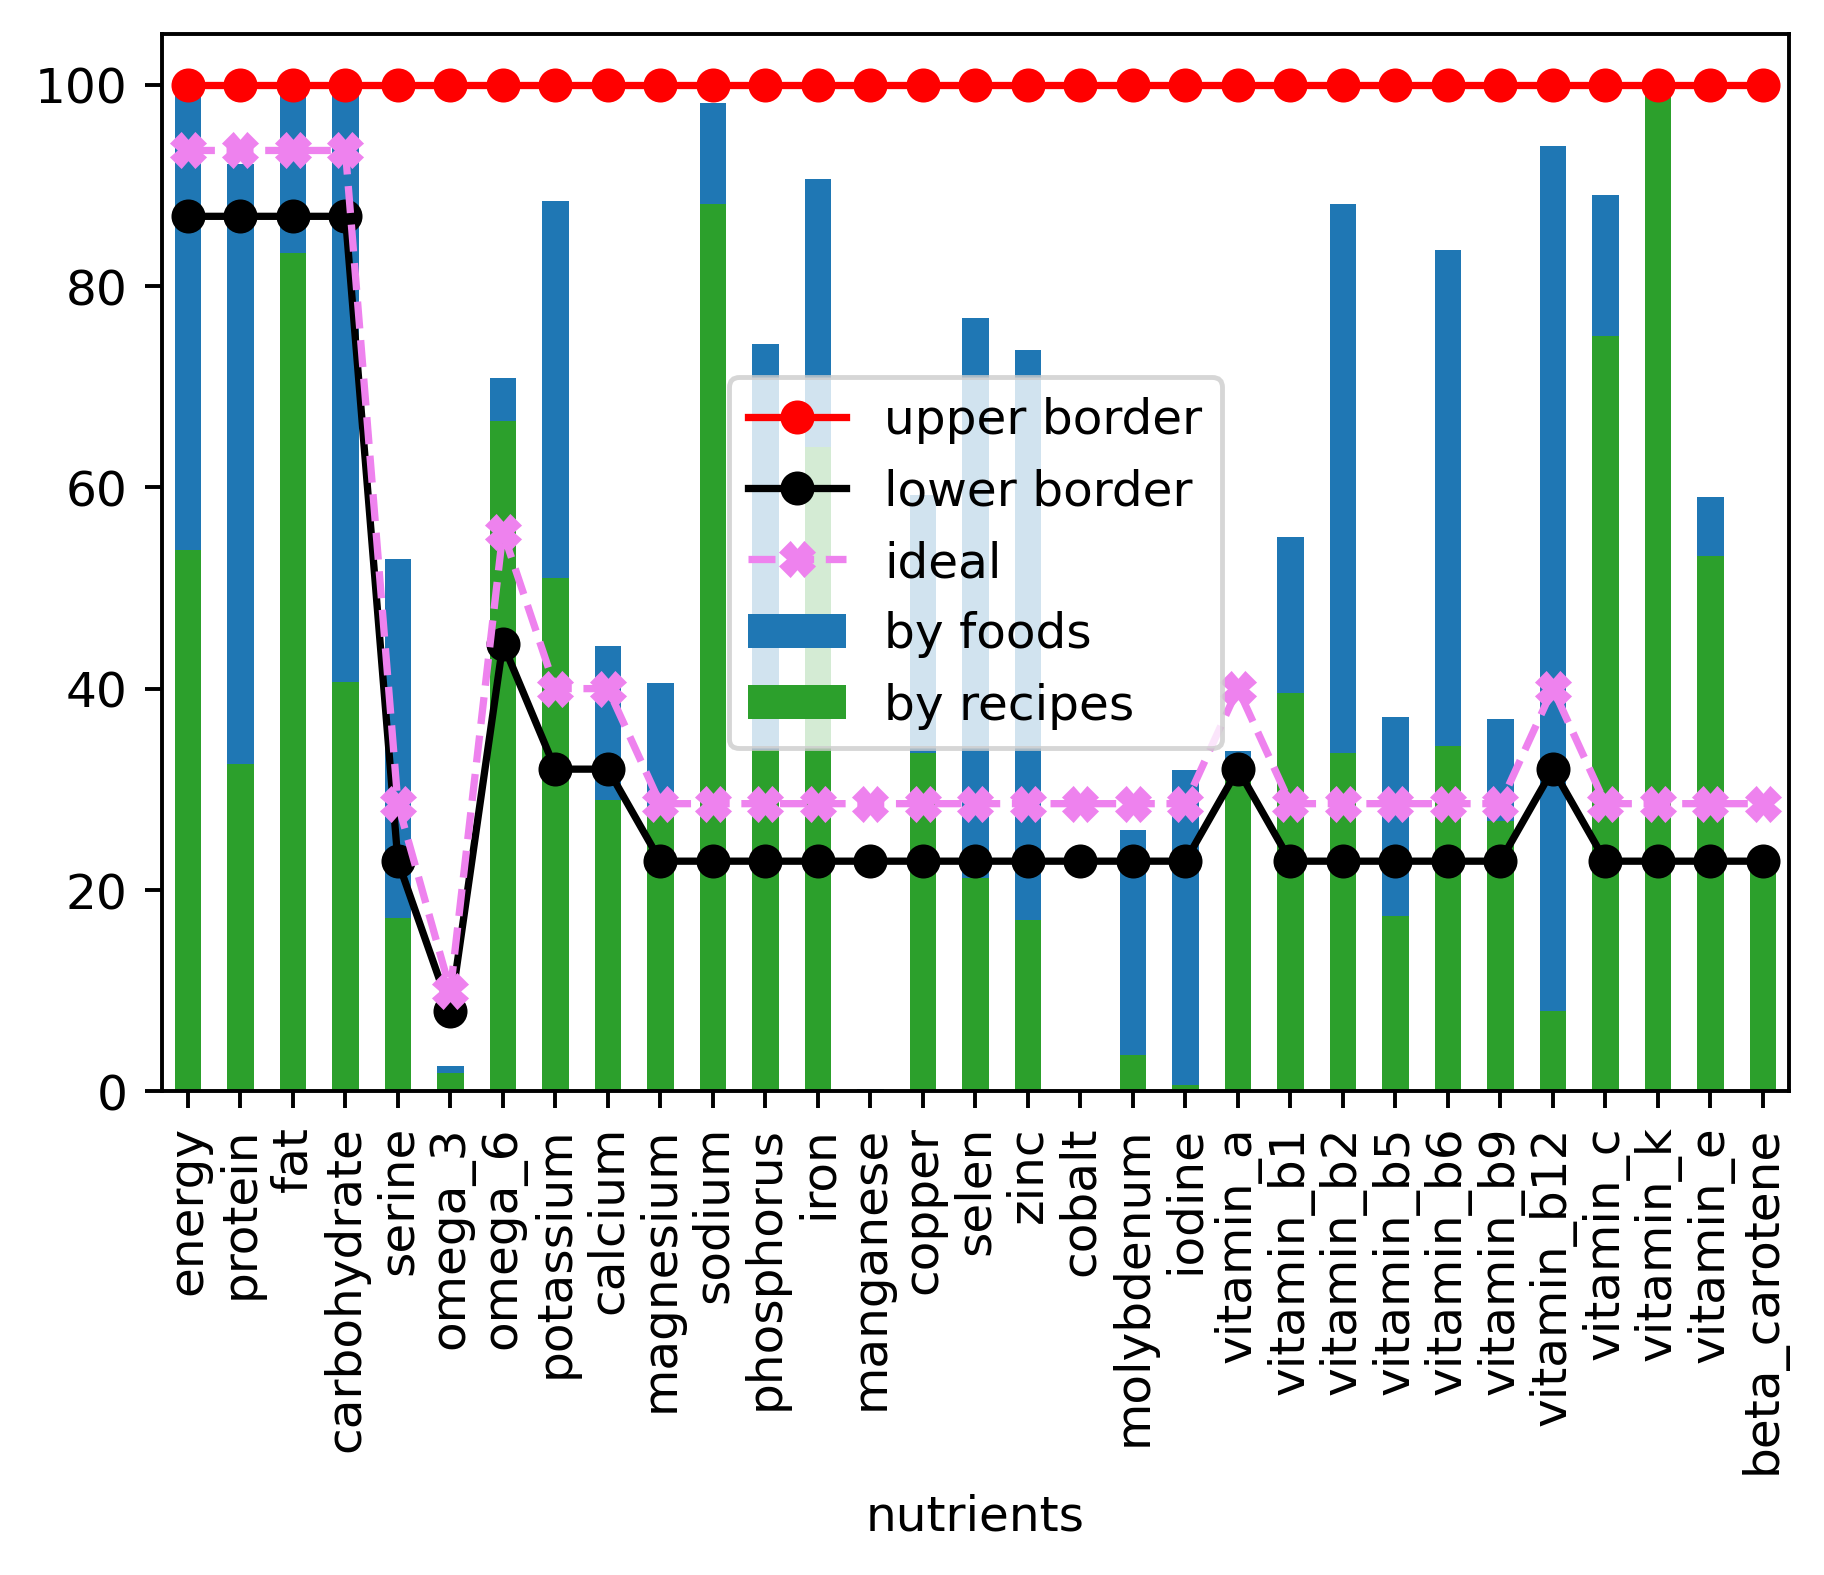 100
80
60
40
20
0
upper border
lower border
ideal
by foods
by recipes
energy
protein
fat
carbohydrate
serine
omega_3
omega_6
potassium
calcium
magnesium
sodium
phosphorus
iron
manganese
copper
selen
zinc
cobalt
molybdenum
iodine
vitamin_a
vitamin_b1
vitamin_b2
vitamin_b5
vitamin_b6
vitamin_b9
vitamin_b12
vitamin_c
vitamin_k
vitamin_e
beta_carotene
nutrients